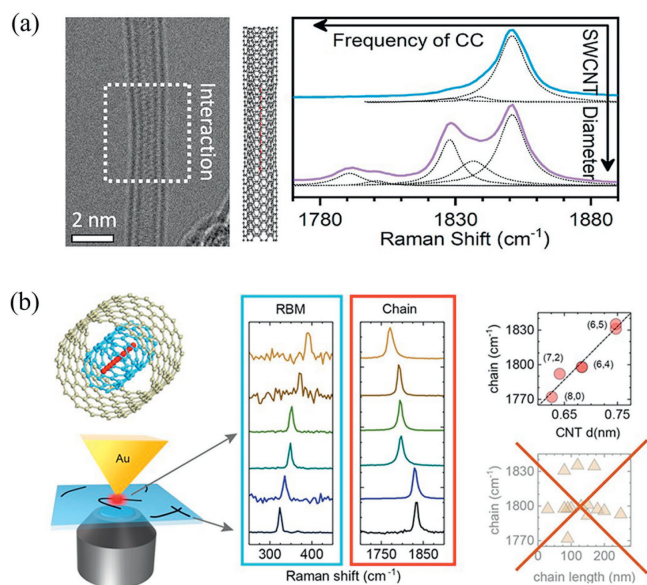 (a)
Interaction
2 nm
Frequency of CC
SWCNT
Diameter
1780
1830
1880
Raman Shift (cm⁻¹)
(b)
Au
RBM
Chain
300
400
1750
1850
Raman shift (cm⁻¹)
chain (cm⁻¹)
1830
1800
1770
(6,5)
(7,2)
(6,4)
(8,0)
0.65
0.75
CNT d(nm)
chain (cm⁻¹)
1830
1800
1770
0
100
200
chain length (nm)